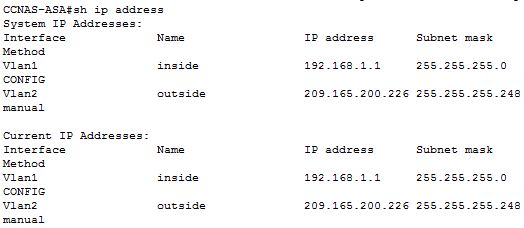 CCNAS-ASA#sh ip address
System IP Addresses:
Interface Name IP address Subnet mask
Method
Vlan1 inside 192.168.1.1 255.255.255.0
CONFIG
Vlan2 outside 209.165.200.226 255.255.255.248
manual
Current IP Addresses:
Interface Name IP address Subnet mask
Method
Vlan1 inside 192.168.1.1 255.255.255.0
CONFIG
Vlan2 outside 209.165.200.226 255.255.255.248
manual